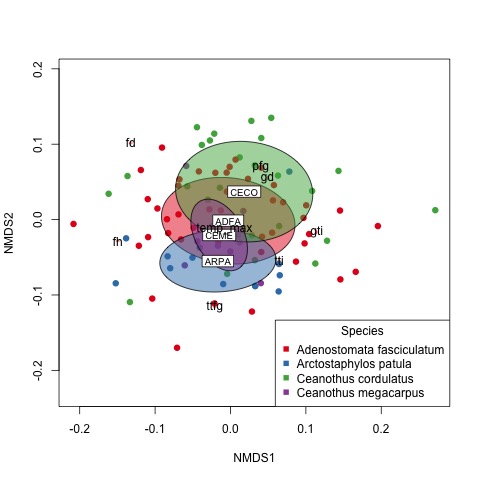 0.2
0.1
0.0
-0.1
-0.2
NMDS2
fd
pfg
gd
CECO
ADFA
temp_max
CEME
gti
fh
ARPA
tti
ttfg
Species
Adenostomata fasciculatum
Arctostaphylos patula
Ceanothus cordulatus
Ceanothus megacarpus
-0.2 -0.1 0.0 0.1 0.2
NMDS1